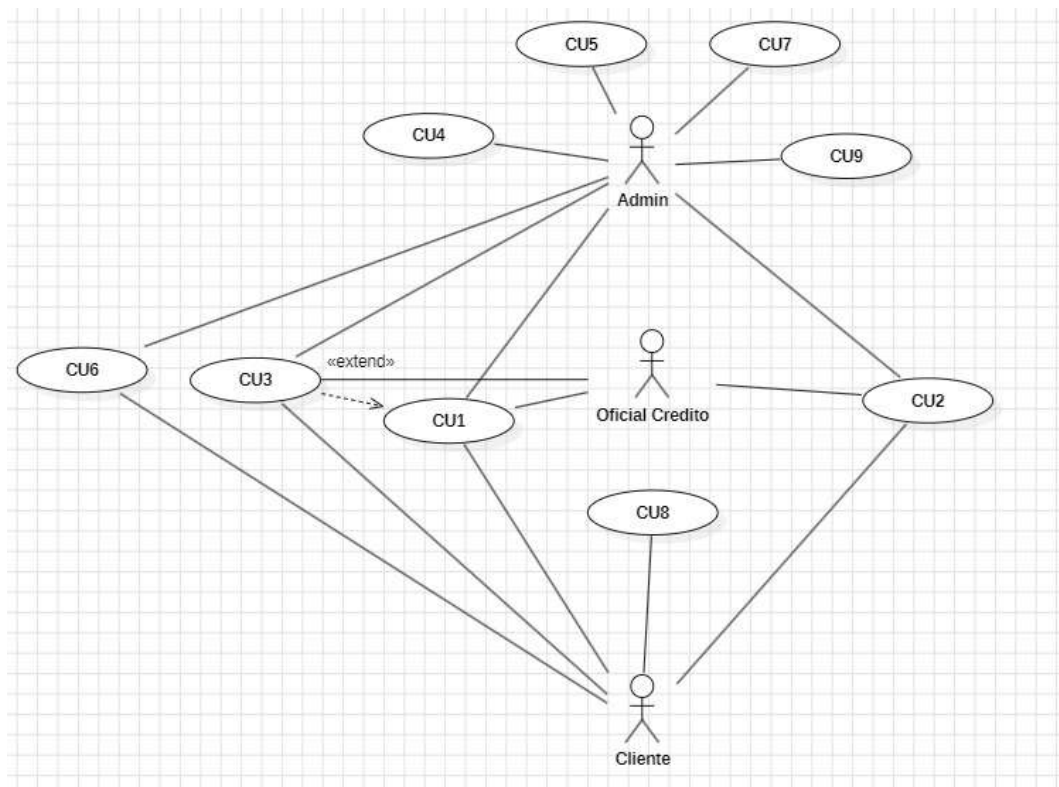 CU5
CU7
CU4
CU9
Admin
CU6
«extend»
CU3
CU1
Oficial Credito
CU2
CU8
Cliente